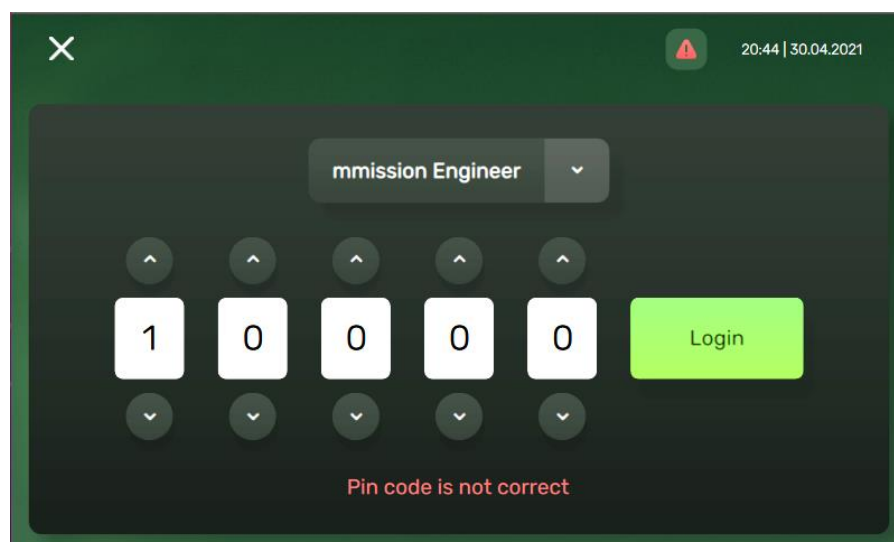 20:44 | 30.04.2021
mmission Engineer
1 0 0 0 0
Login
Pin code is not correct